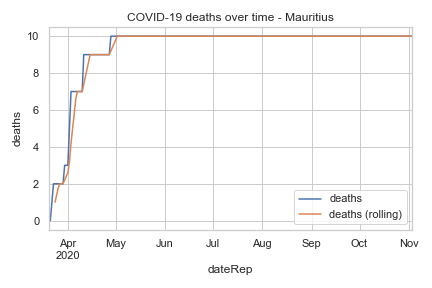 COVID-19 deaths over time - Mauritius
deaths
10
8
6
4
2
0
Apr May Jun Jul Aug Sep Oct Nov
2020
dateRep
deaths
deaths (rolling)